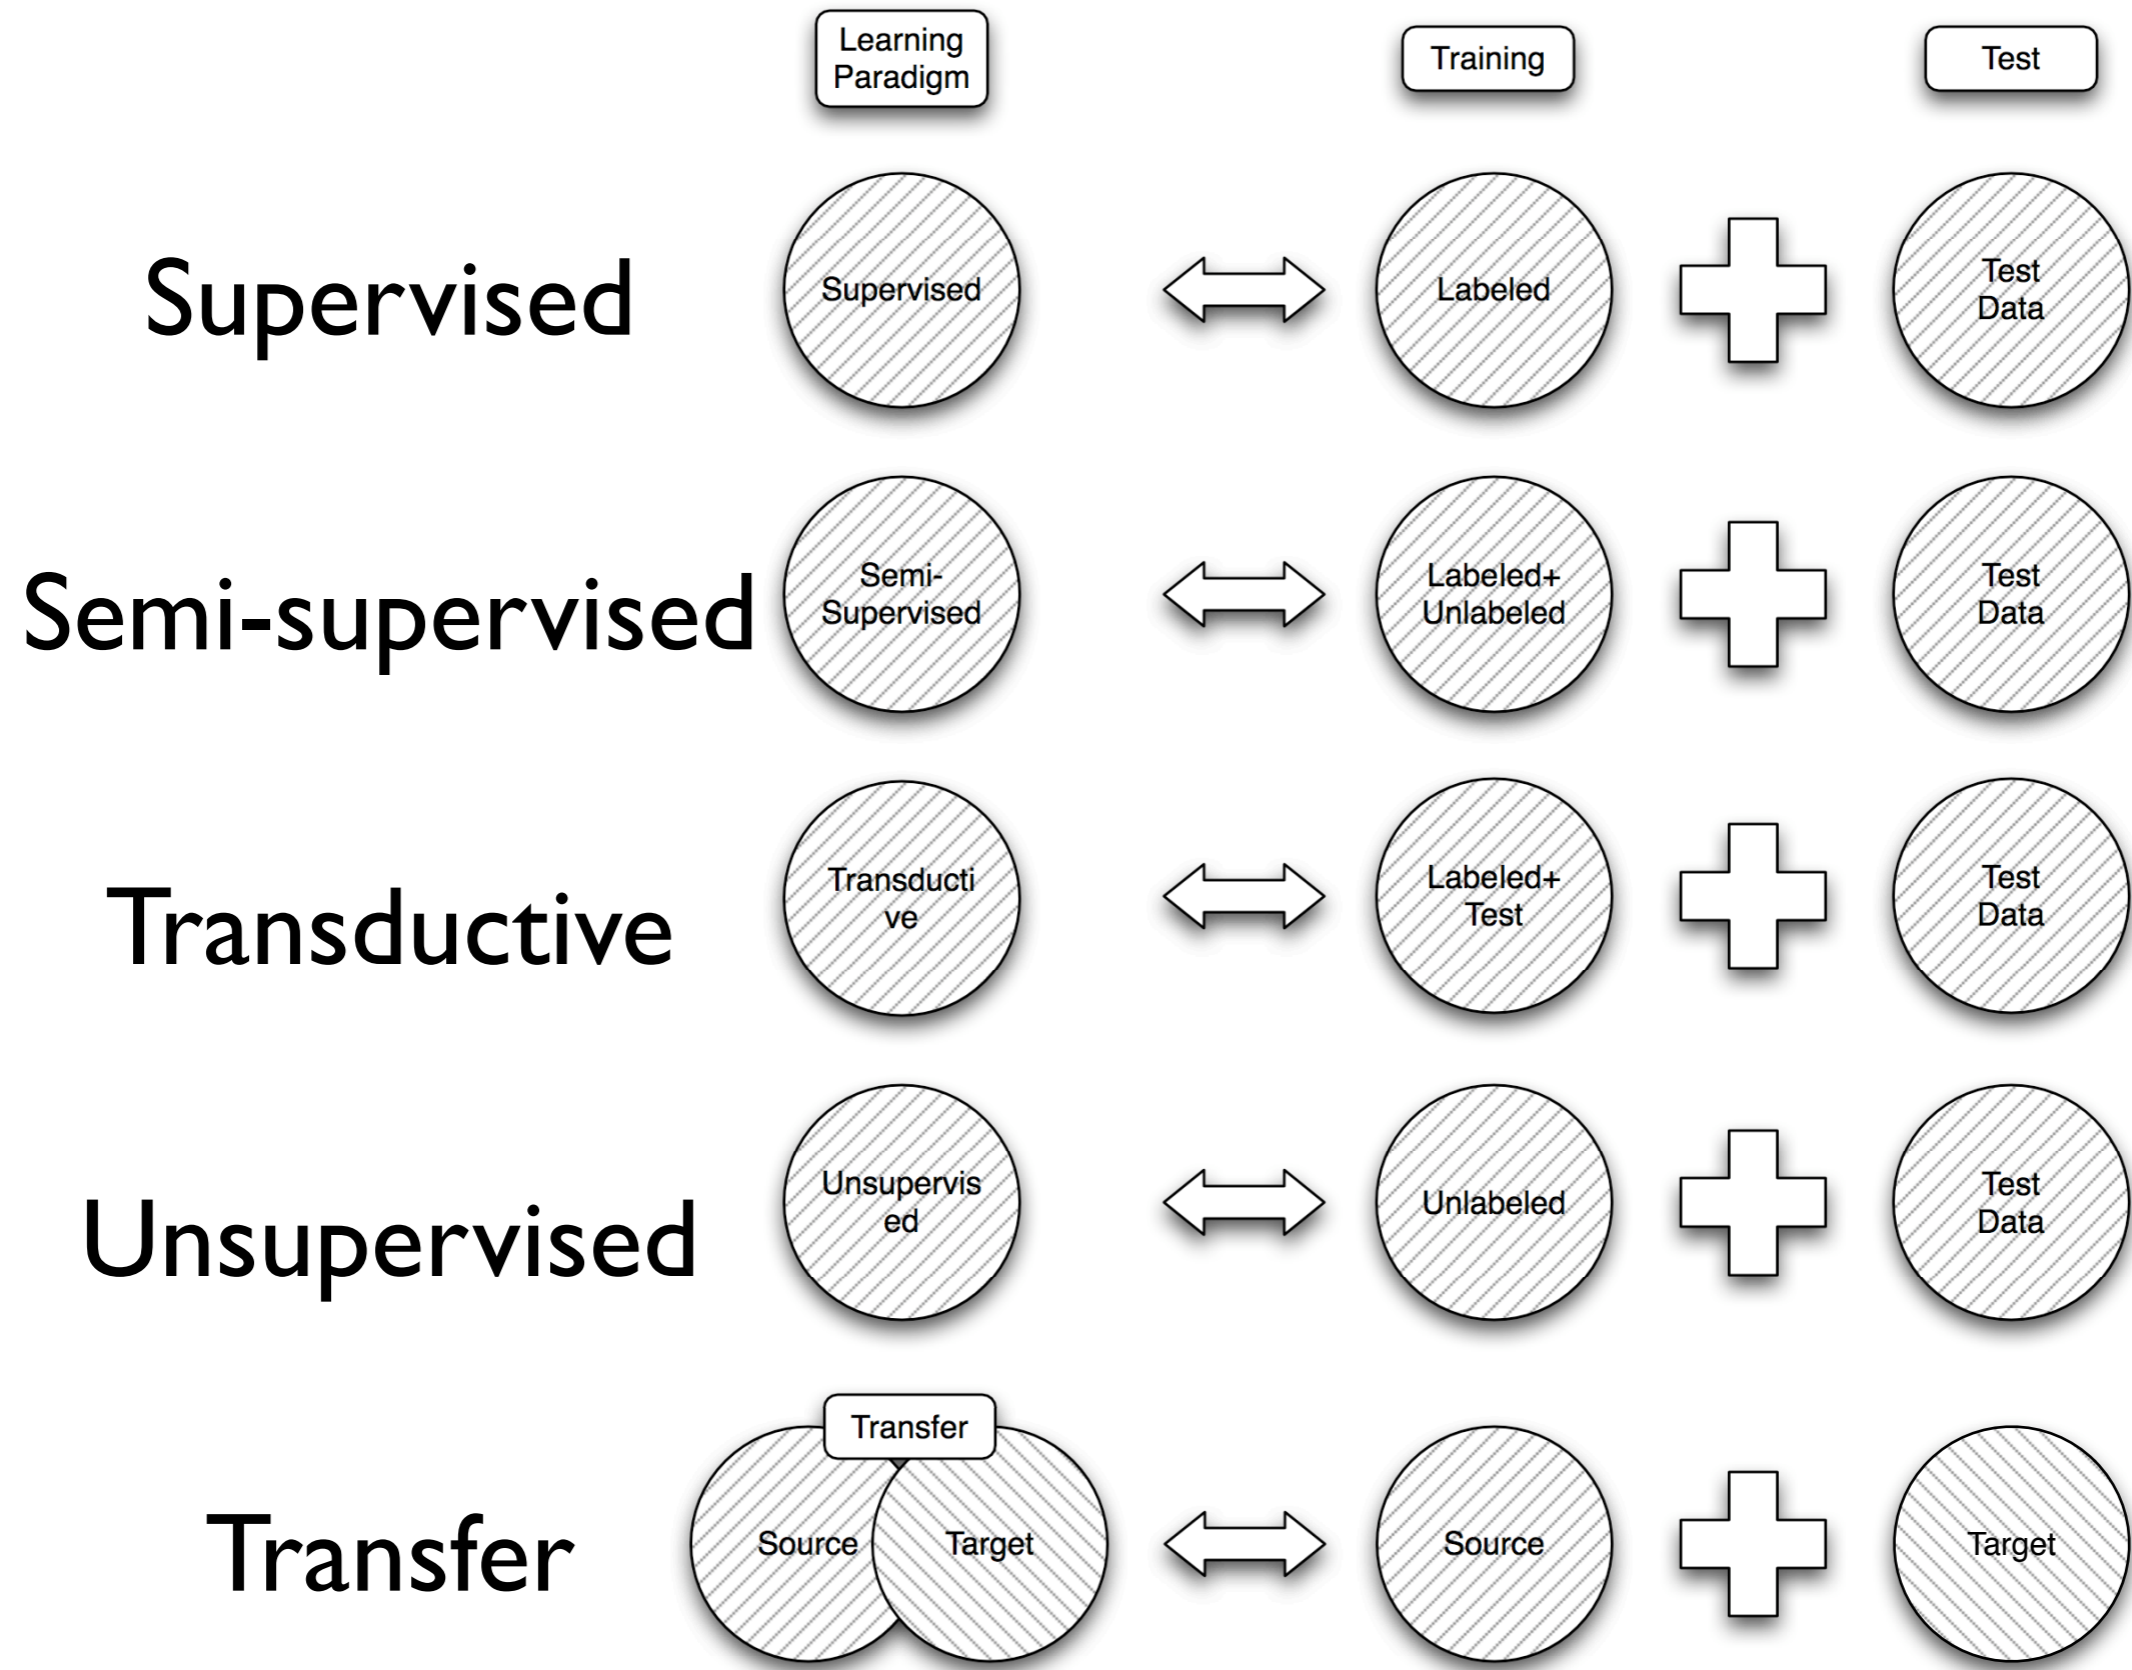 Learning
Paradigm
Training
Test
Supervised
Supervised
Labeled
Test
Data
Semi-supervised
Semi-
Supervised
Labeled+
Unlabeled
Test
Data
Transductive
Transducti
ve
Labeled+
Test
Test
Data
Unsupervised
Unsupervis
ed
Unlabeled
Test
Data
Transfer
Transfer
Source
Target
Source
Target